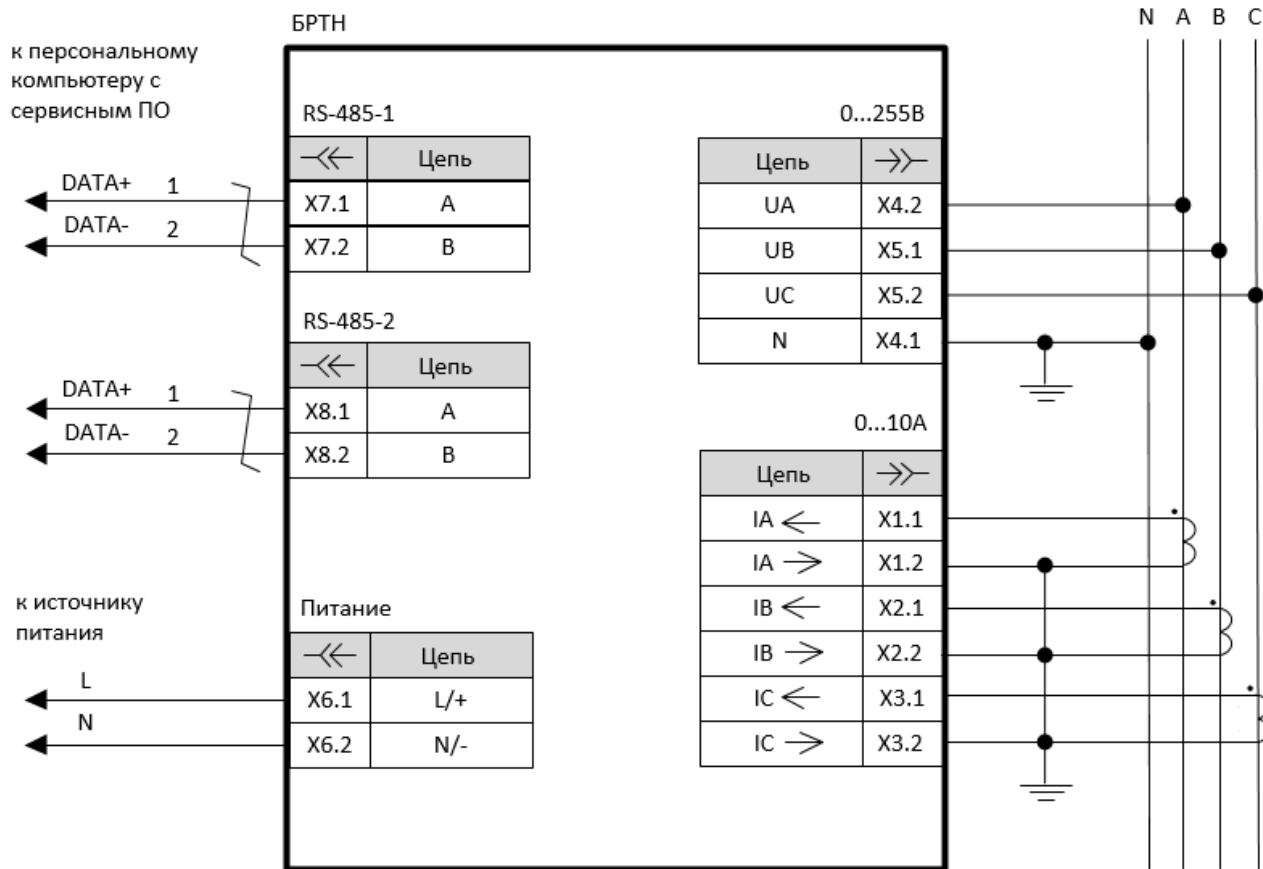 БРТН
N A B C
к персональному
компьютеру с
сервисным ПО
RS-485-1
Цепь
DATA+ 1
X7.1 A
DATA- 2
X7.2 B
RS-485-2
Цепь
DATA+ 1
X8.1 A
DATA- 2
X8.2 B
к источнику
питания
Питание
Цепь
L
X6.1 L/+
N
X6.2 N/-
0...255В
Цепь
UA X4.2
UB X5.1
UC X5.2
N X4.1
0...10А
Цепь
IA ← X1.1
IA → X1.2
IB ← X2.1
IB → X2.2
IC ← X3.1
IC → X3.2